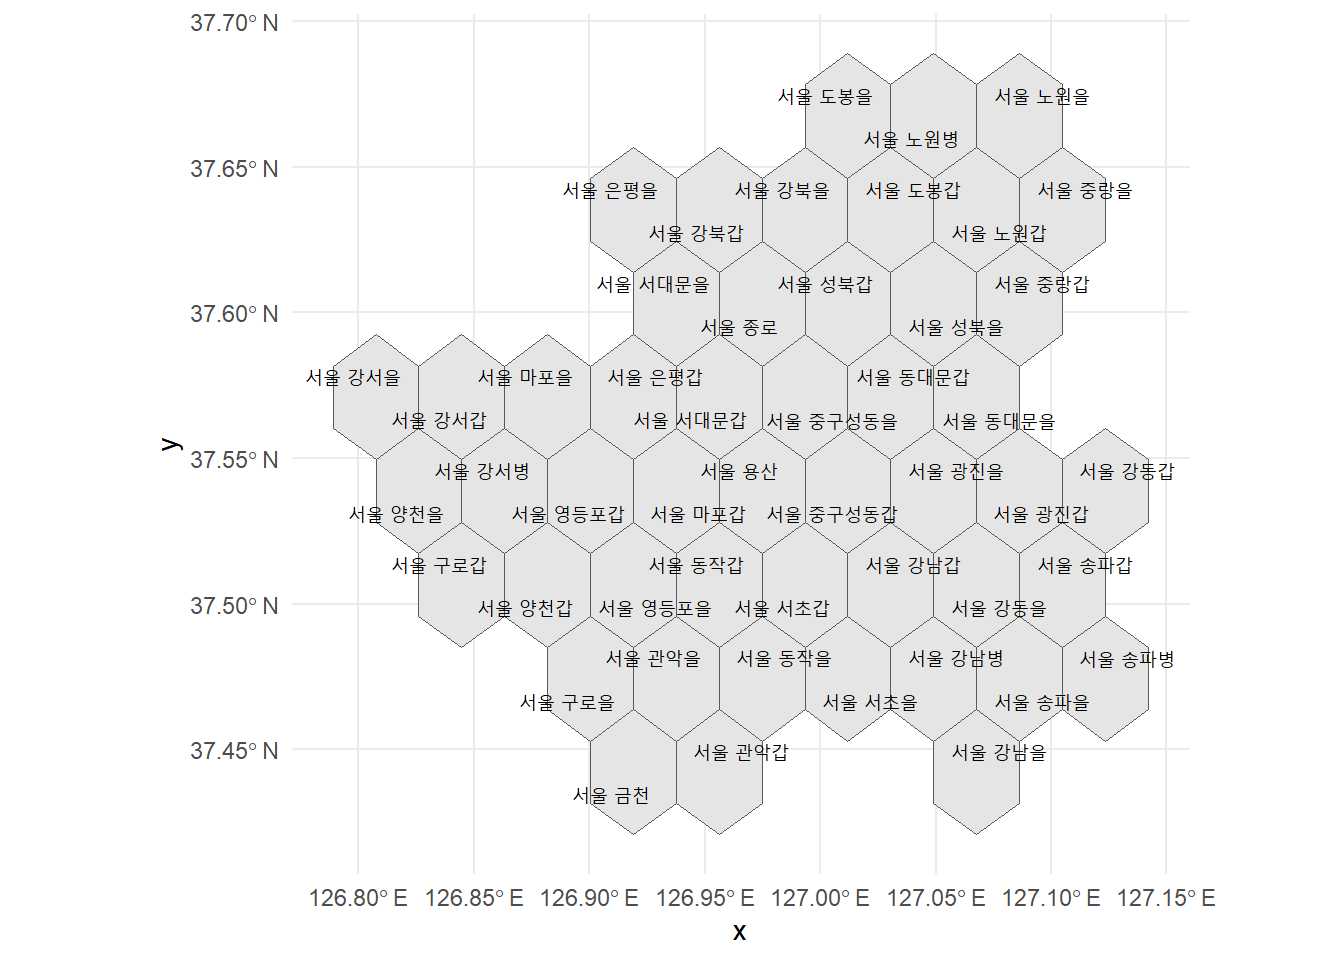 37.70° N
서울 도봉을
서울 노원을
서울 노원병
37.65° N
서울 은평을
서울 강북을
서울 도봉갑
서울 중랑을
서울 강북갑
서울 노원갑
서울 서대문을
서울 성북갑
서울 중랑갑
37.60° N
서울 종로
서울 성북을
서울 강서을
서울 마포을
서울 은평갑
서울 동대문갑
서울 강서갑
서울 서대문갑
서울 중구성동을
서울 동대문을
37.55° N
y
서울 강서병
서울 용산
서울 광진을
서울 강동갑
서울 양천을
서울 영등포갑
서울 마포갑
서울 중구성동갑
서울 광진갑
서울 구로갑
서울 동작갑
서울 강남갑
서울 송파갑
37.50° N
서울 양천갑
서울 영등포을
서울 서초갑
서울 강동을
서울 관악을
서울 동작을
서울 강남병
서울 송파병
서울 구로을
서울 서초을
서울 송파을
37.45° N
서울 관악갑
서울 강남을
서울 금천
126.80° E 126.85° E 126.90° E 126.95° E 127.00° E 127.05° E 127.10° E 127.15° E
x